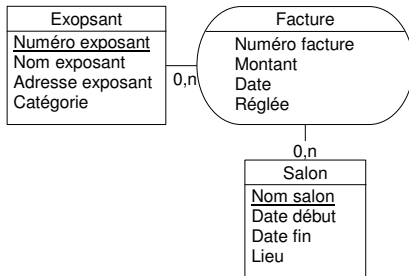 Exopsant
Numéro exposant
Nom exposant
Adresse exposant
Catégorie
0,n
Facture
Numéro facture
Montant
Date
Réglée
0,n
Salon
Nom salon
Date début
Date fin
Lieu